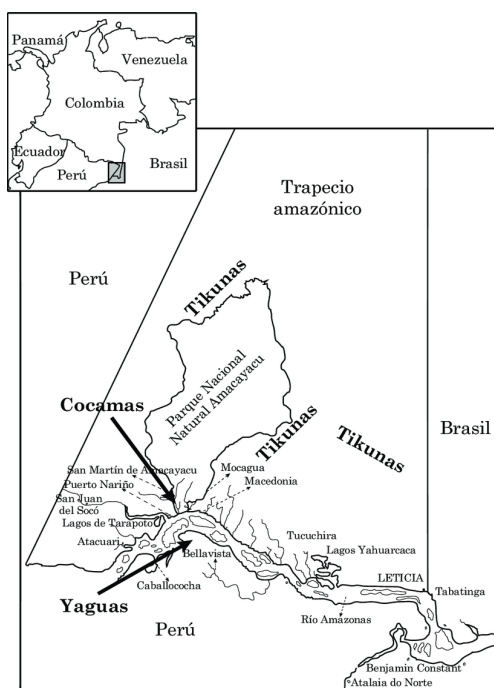 Panamá
Venezuela
Colombia
Ecuador
Brasil
Perú
Trapecio
amazónico
Perú
Tikunas
Parque Nacional
Natural Amacayacu
Cocamas
Tikunas
Tikunas
Brasil
San Martín de Amacayacu
Mocagua
Puerto Nariño
Macedonia
San Juan
del Socó
Lagos de Tarapoto
Tucuchira
Atacuari
Lagos Yahuarcaca
Bellavista
LETICIA
Caballococha
Tabatinga
Yaguas
Río Amazonas
Perú
Benjamin Constant
Atalaia do Norte